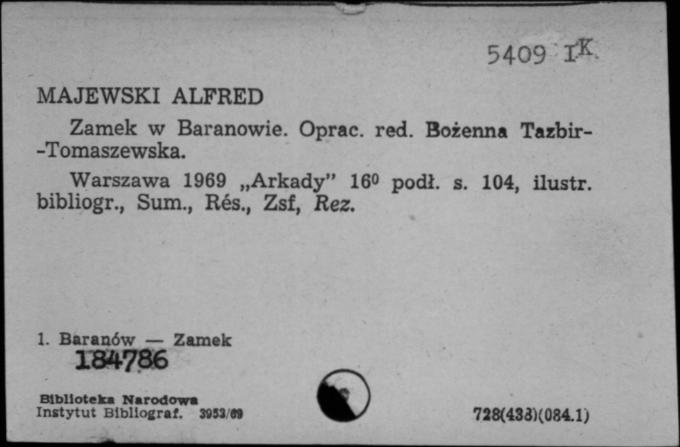 5409 IK
MAJEWSKI ALFRED
Zamek w Baranowie. Oprac. red. Bożenna Tazbir-
-Tomaszewska.
Warszawa 1969 „Arkady” 16⁰ podł. s. 104, ilustr.
bibliogr., Sum., Rés., Zsf, Rez.
1. Baranów — Zamek
184786
Biblioteka Narodowa
Instytut Bibliograf. 3953/69
728(438)(084.1)